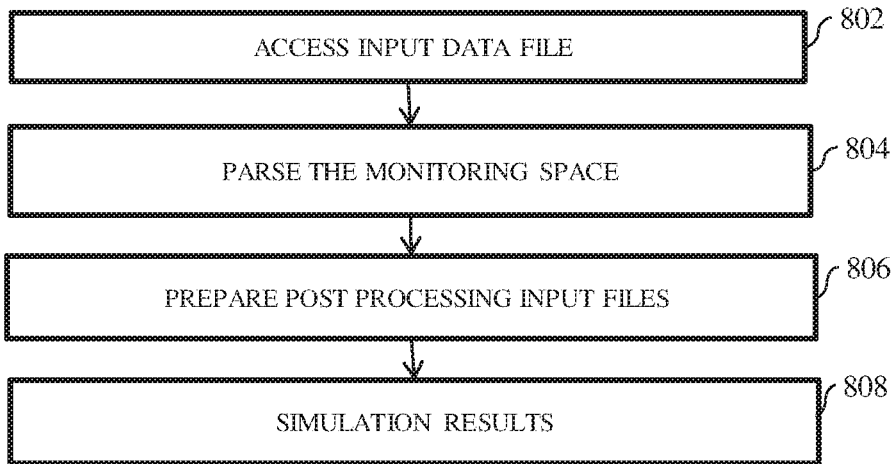 802
ACCESS INPUT DATA FILE
804
PARSE THE MONITORING SPACE
806
PREPARE POST PROCESSING INPUT FILES
808
SIMULATION RESULTS